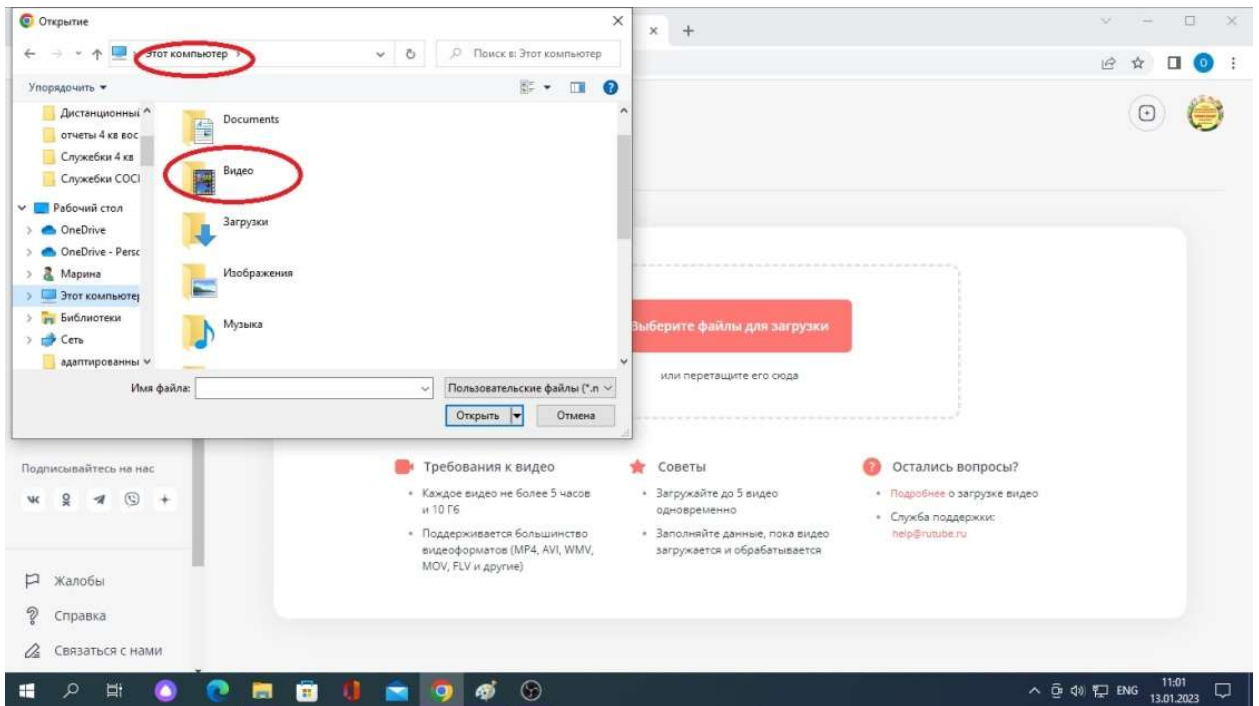 Открытие
Этот компьютер
Поиск в: Этот компьютер
Упорядочить
Дистанционный
отчеты 4 кв вос
Служебки 4 кв
Служебки СОСІ
Рабочий стол
OneDrive
OneDrive - Persc
Марина
Этот компьютер
Библиотеки
Сеть
адаптированны
Documents
Видео
Загрузки
Изображения
Музыка
Имя файла:
Пользовательские файлы (*.n
Открыть
Отмена
О
Выберите файлы для загрузки
или перетащите его сюда
Подписывайтесь на нас
Жалобы
Справка
Связаться с нами
Требования к видео
Каждое видео не более 5 часов
и 10 Гб
Поддерживается большинство
видеоформатов (MP4, AVI, WMV,
MOV, FLV и другие)
Советы
Загружайте до 5 видео
одновременно
Заполняйте данные, пока видео
загружается и обрабатывается
Остались вопросы?
Подробнее о загрузке видео
Служба поддержки:
help@rutube.ru
ENG
11:01
13.01.2023